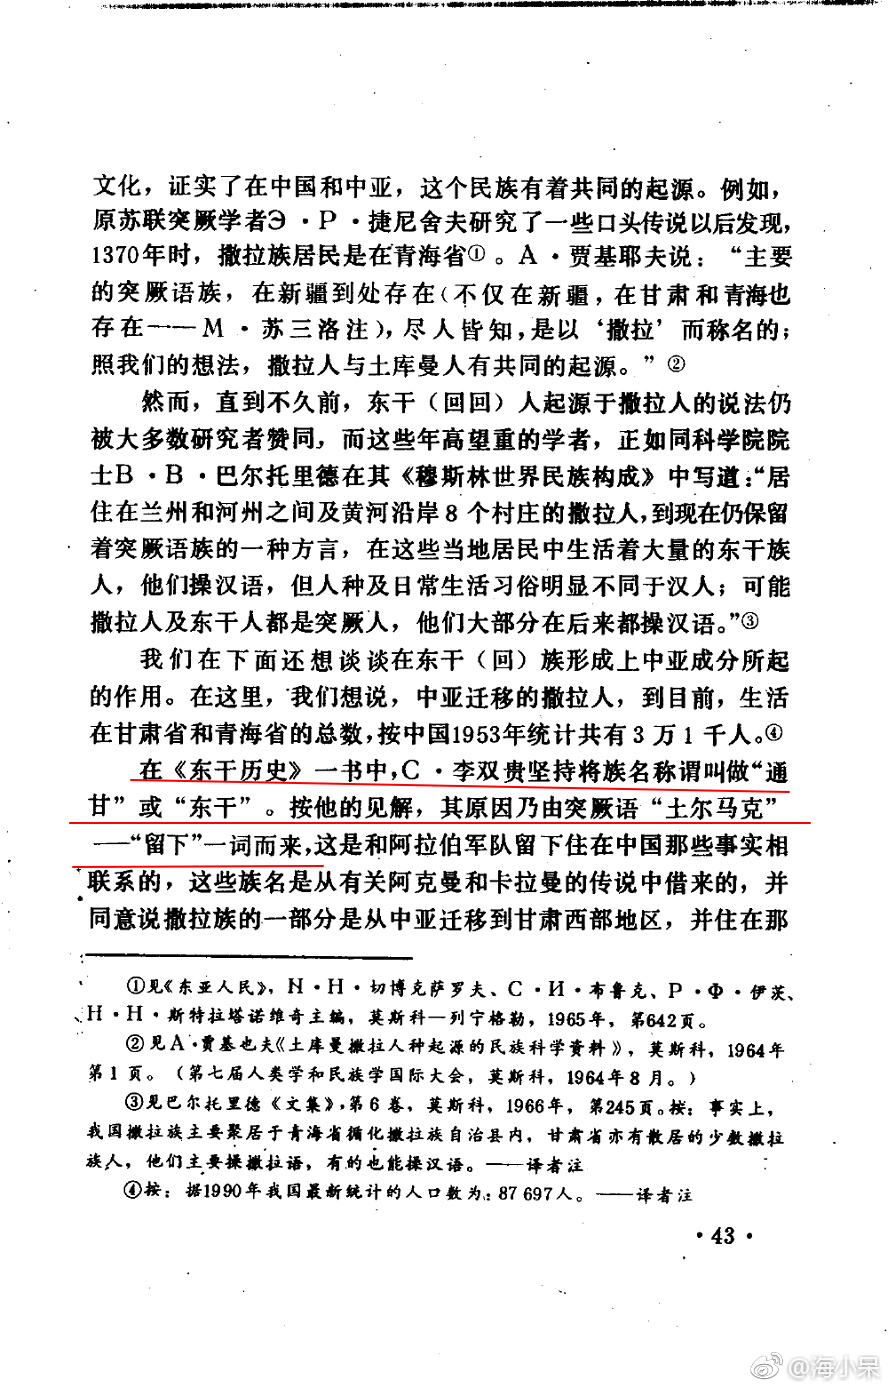 文化，证实了在中国和中亚，这个民族有着共同的起源。例如，
原苏联突厥学者Э·Р·捷尼舍夫研究了一些口头传说以后发现，
1370年时，撒拉族居民是在青海省①。А·贾基耶夫说：“主要
的突厥语族，在新疆到处存在（不仅在新疆，在甘肃和青海也
存在——М·苏三洛注），尽人皆知，是以‘撒拉’而称名的；
照我们的想法，撒拉人与土库曼人有共同的起源。”②
然而，直到不久前，东干（回回）人起源于撒拉人的说法仍
被大多数研究者赞同，而这些年高望重的学者，正如同科学院院
士В·В·巴尔托里德在其《穆斯林世界民族构成》中写道：“居
住在兰州和河州之间及黄河沿岸8个村庄的撒拉人，到现在仍保留
着突厥语族的一种方言，在这些当地居民中生活着大量的东干族
人，他们操汉语，但人种及日常生活习俗明显不同于汉人；可能
撒拉人及东干人都是突厥人，他们大部分在后来都操汉语。”③
我们在下面还想谈谈在东干（回）族形成上中亚成分所起
的作用。在这里，我们想说，中亚迁移的撒拉人，到目前，生活
在甘肃省和青海省的总数，按中国1953年统计共有3万1千人。④
在《东干历史》一书中，С·李双贵坚持将族名称谓叫做“通
甘”或“东干”。按他的见解，其原因乃由突厥语“土尔马克”
——“留下”一词而来，这是和阿拉伯军队留下住在中国那些事实相
联系的，这些族名是从有关阿克曼和卡拉曼的传说中借来的，并
同意说撒拉族的一部分是从中亚迁移到甘肃西部地区，并住在那
①见《东亚人民》，Н·Н·切博克萨罗夫、С·И·布鲁克、Р·Ф·伊茨、
Н·Н·斯特拉塔诺维奇主编，莫斯科—列宁格勒，1965年，第642页。
②见А·贾基也夫《土库曼撒拉人种起源的民族科学资料》，莫斯科，1964年
第1页。（第七届人类学和民族学国际大会，莫斯科，1964年8月。）
③见巴尔托里德《文集》，第6卷，莫斯科，1966年，第245页。按：事实上，
我国撒拉族主要聚居于青海省循化撒拉族自治县内，甘肃省亦有散居的少数撒拉
族人，他们主要操撒拉语，有的也能操汉语。——译者注
④按：据1990年我国最新统计的人口数为：87 697人。——译者注
·43·
@海小呆